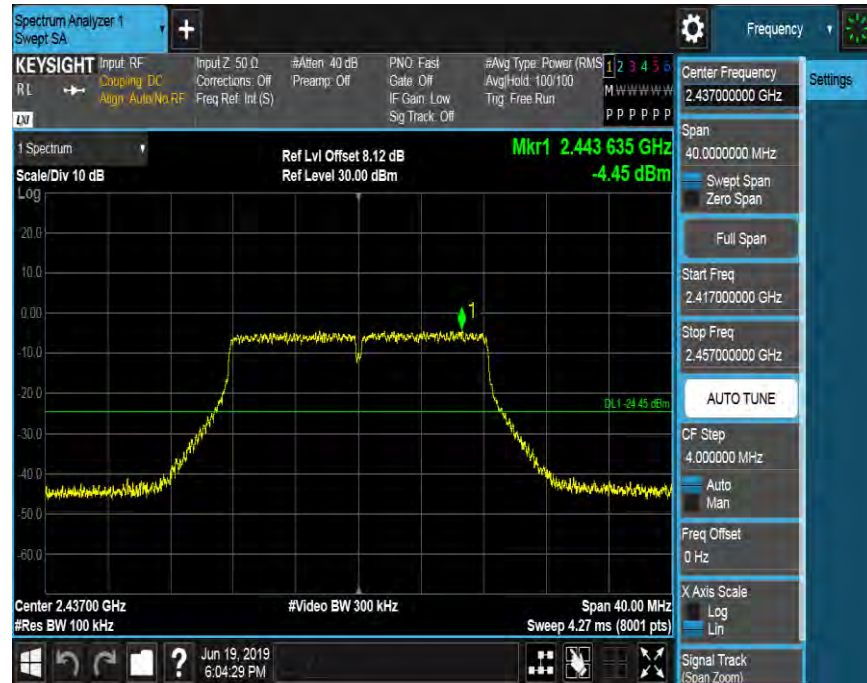 Spectrum Analyzer 1
Swept SA
+
Frequency
KEYSIGHT
RL
LXI
Input: RF
Coupling: DC
Align: Auto/No RF
Input Z: 50 Ω
Corrections: Off
Freq Ref: Int (S)
#Atten: 40 dB
Preamp: Off
PNO: Fast
Gate: Off
IF Gain: Low
Sig Track: Off
#Avg Type: Power (RMS
Avg|Hold: 100/100
Trig: Free Run
1 2 3 4 5 6
M W W W W W
P P P P P P
1 Spectrum
Scale/Div 10 dB
Log
Ref Lvl Offset 8.12 dB
Ref Level 30.00 dBm
Mkr1 2.443 635 GHz
-4.45 dBm
20.0
10.0
0.00
-10.0
-20.0
-30.0
-40.0
-50.0
-60.0
1
DL1 -24.45 dBm
Center 2.43700 GHz
#Res BW 100 kHz
#Video BW 300 kHz
Span 40.00 MHz
Sweep 4.27 ms (8001 pts)
?
Jun 19, 2019
6:04:29 PM
Center Frequency
2.437000000 GHz
Span
40.0000000 MHz
Swept Span
Zero Span
Full Span
Start Freq
2.417000000 GHz
Stop Freq
2.457000000 GHz
AUTO TUNE
CF Step
4.000000 MHz
Auto
Man
Freq Offset
0 Hz
X Axis Scale
Log
Lin
Signal Track
(Span Zoom)
Settings